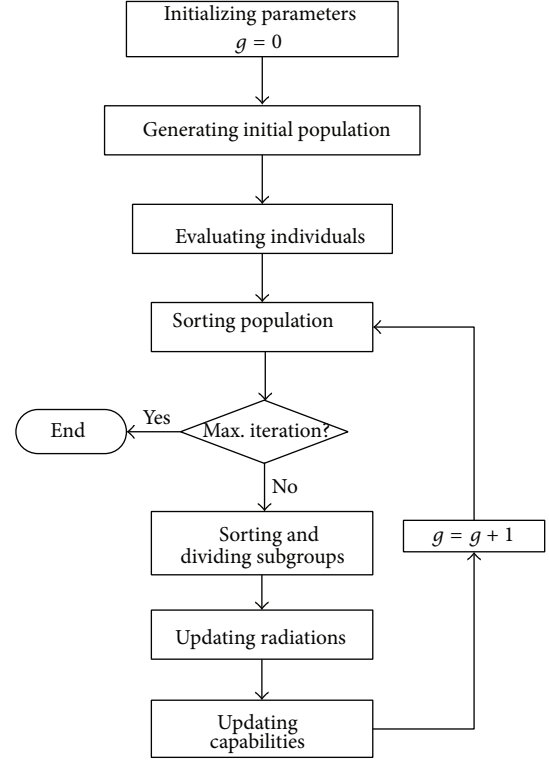 Initializing parameters
g = 0
Generating initial population
Evaluating individuals
Sorting population
Yes
End
Max. iteration?
No
Sorting and
dividing subgroups
g = g + 1
Updating radiations
Updating
capabilities